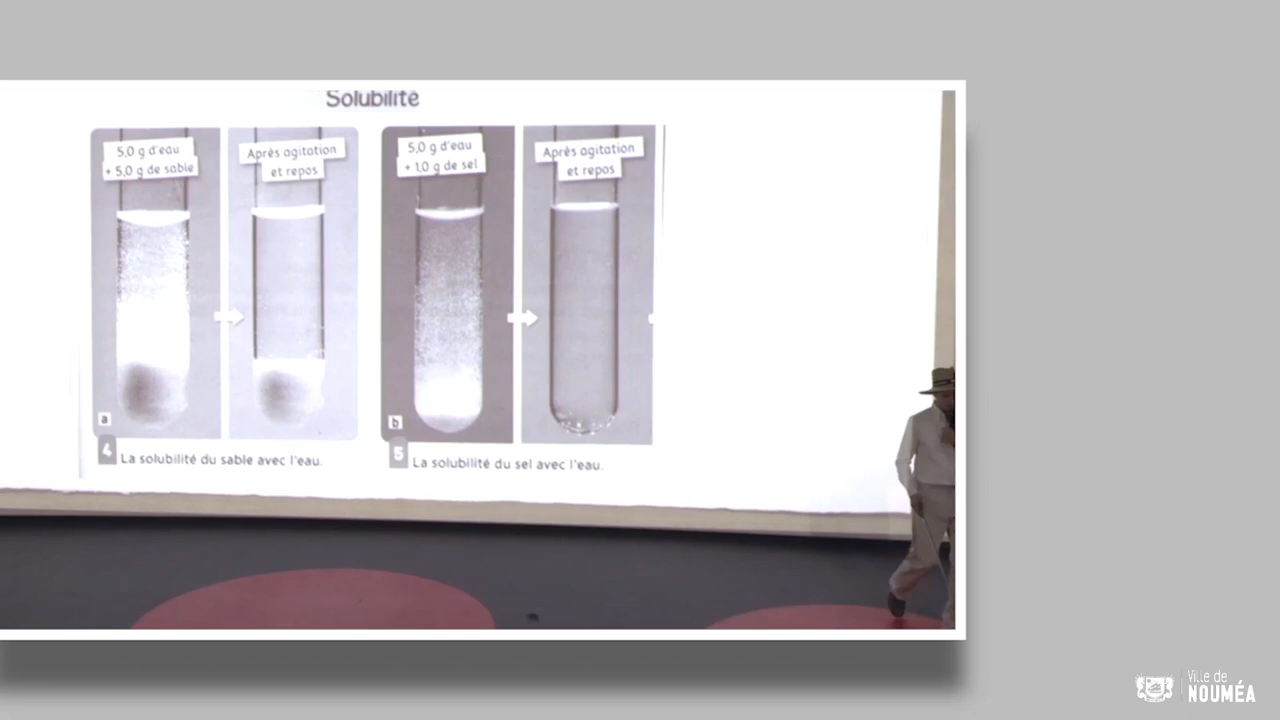 Solubilité
5,0 g d'eau
+ 5,0 g de sable
Après agitation
et repos
5,0 g d'eau
+ 1,0 g de sel
Après agitation
et repos
a
b
4 La solubilité du sable avec l'eau.
5 La solubilité du sel avec l'eau.
Ville de
NOUMÉA